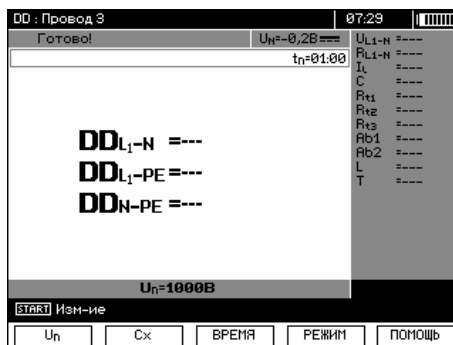 DD : Провод 3 07:29
Готово! UN=-0,2В
tn=01:00
DDL1-N =---
DDL1-PE =---
DDN-PE =---
Un=1000В
UL1-N =---
RL1-N =---
IL =---
C =---
Rt1 =---
Rt2 =---
Rt3 =---
Ab1 =---
Ab2 =---
L =---
T =---
START Изм-ие
Un Cx ВРЕМЯ РЕЖИМ ПОМОЩЬ